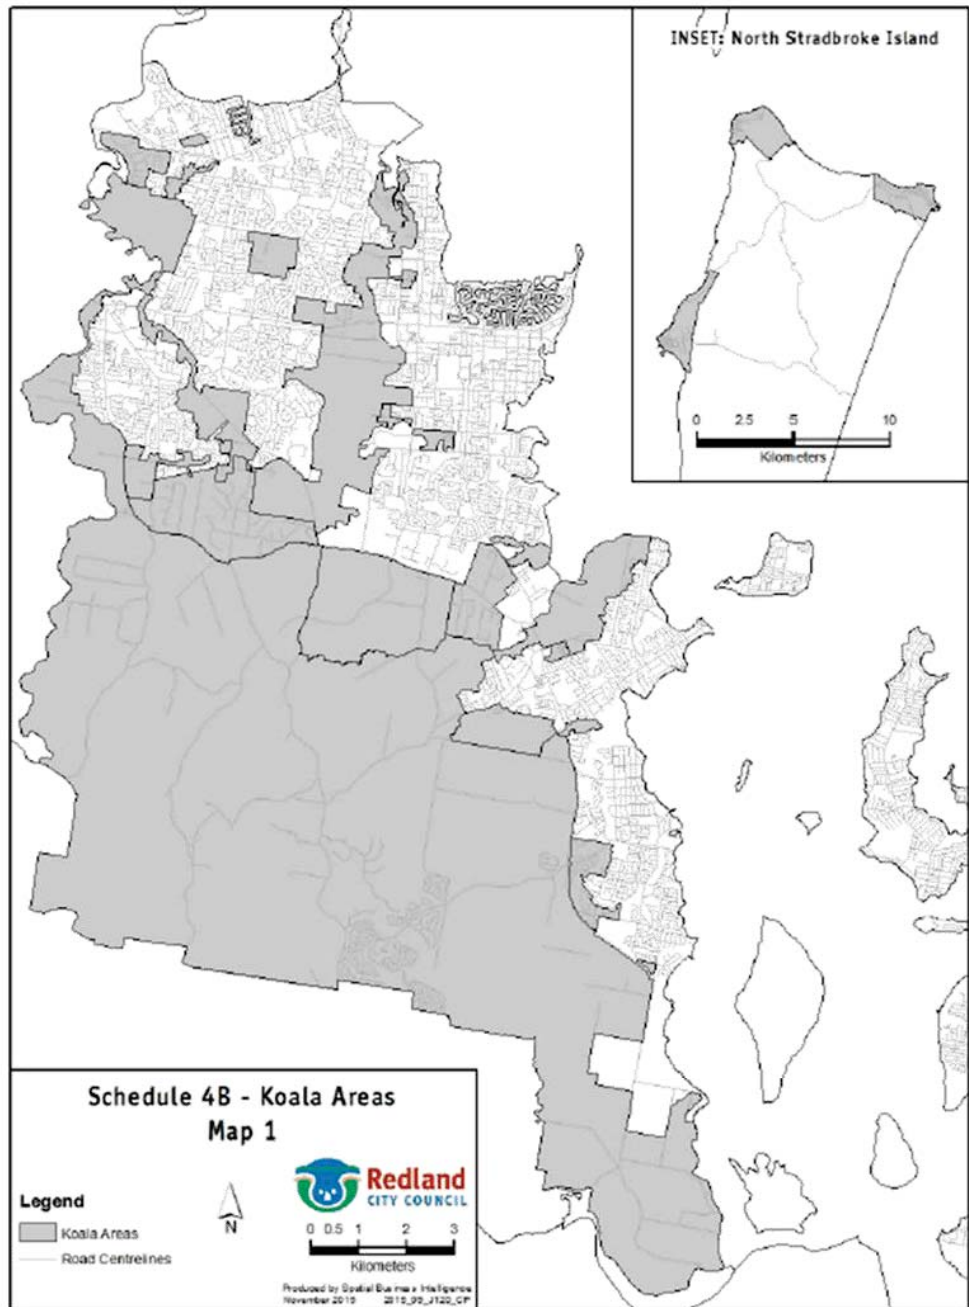 INSET: North Stradbroke Island
0 2.5 5 10
Kilometers
Schedule 4B - Koala Areas
Map 1
Redland
CITY COUNCIL
Legend
Koala Areas
Road Centrelines
N
0 0.5 1 2 3
Kilometers
Produced by Spatial Business Intelligence
November 2015